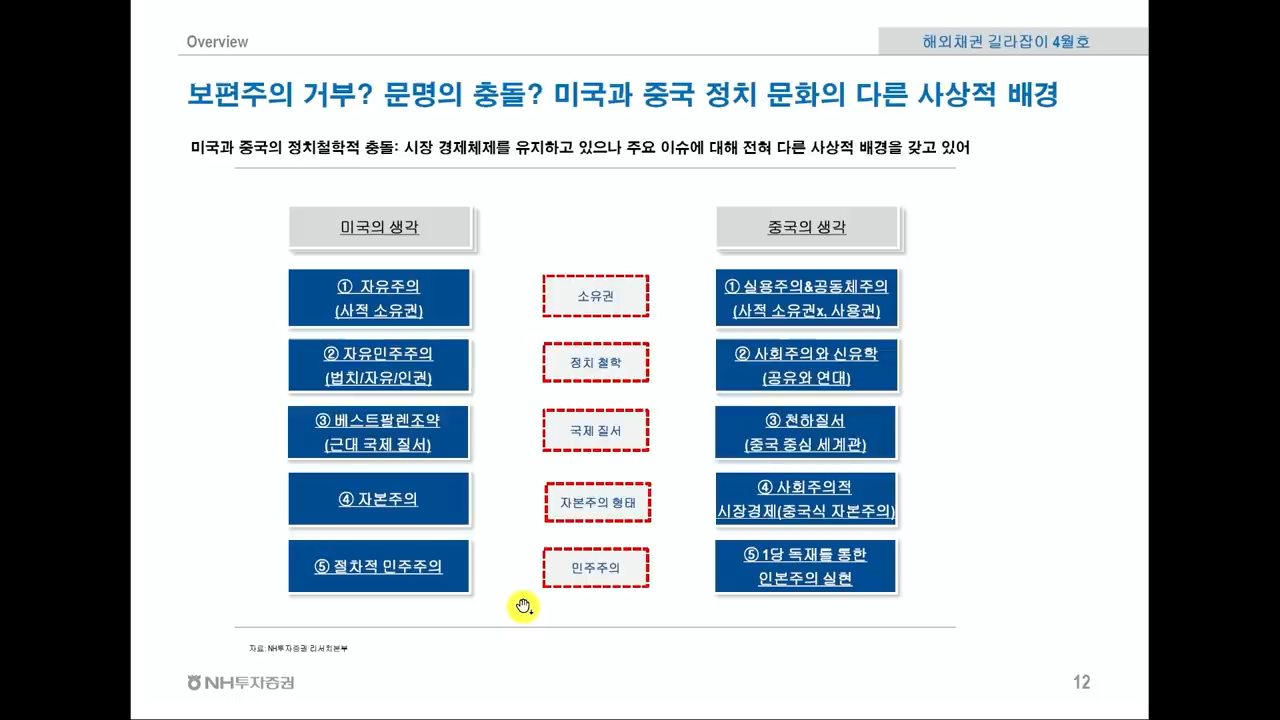 Overview
해외채권 길라잡이 4월호
보편주의 거부? 문명의 충돌? 미국과 중국 정치 문화의 다른 사상적 배경
미국과 중국의 정치철학적 충돌: 시장 경제체제를 유지하고 있으나 주요 이슈에 대해 전혀 다른 사상적 배경을 갖고 있어
미국의 생각
중국의 생각
① 자유주의
(사적 소유권)
소유권
① 실용주의&공동체주의
(사적 소유권x, 사용권)
② 자유민주주의
(법치/자유/인권)
정치 철학
② 사회주의와 신유학
(공유와 연대)
③ 베스트팔렌조약
(근대 국제 질서)
국제 질서
③ 천하질서
(중국 중심 세계관)
④ 자본주의
자본주의 형태
④ 사회주의적
시장경제(중국식 자본주의)
⑤ 절차적 민주주의
민주주의
⑤ 1당 독재를 통한
인본주의 실현
자료: NH투자증권 리서치본부
NH투자증권
12